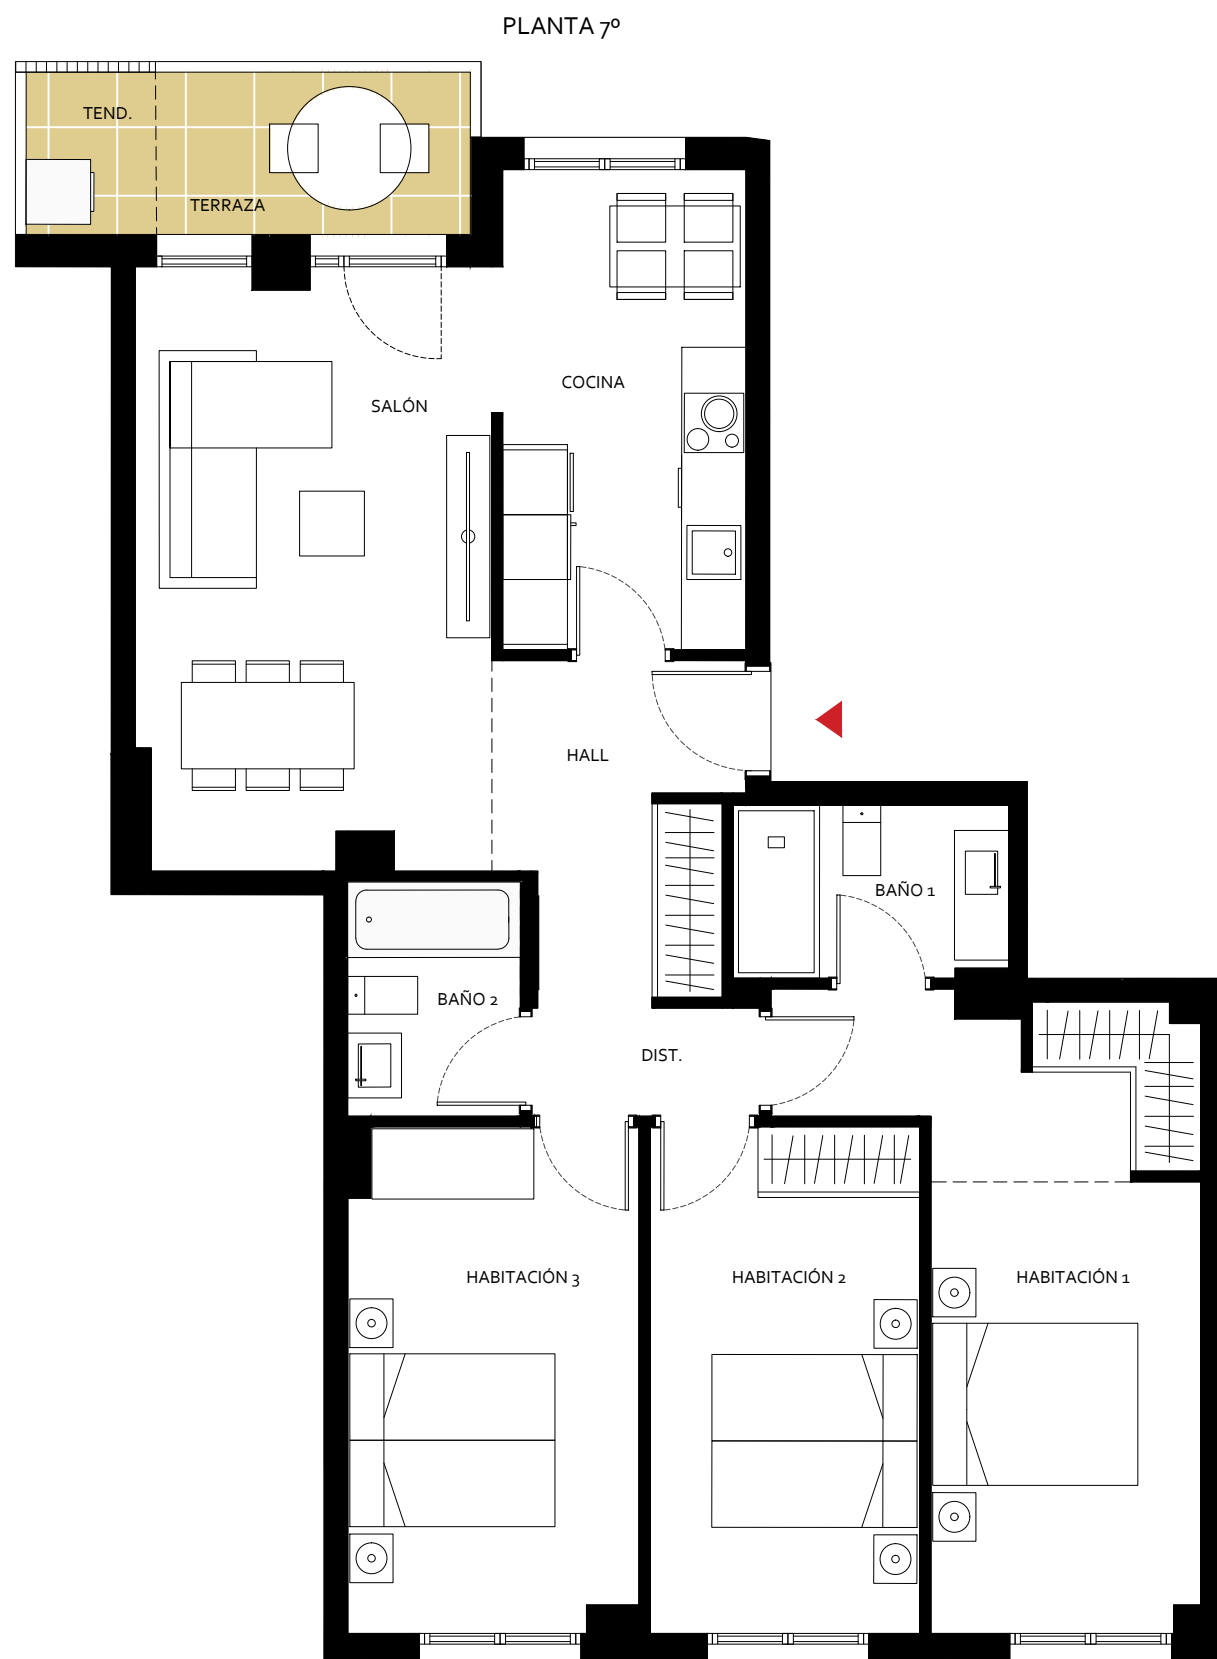 PLANTA 7º
TEND.
TERRAZA
COCINA
SALÓN
HALL
BAÑO 1
BAÑO 2
DIST.
HABITACIÓN 3
HABITACIÓN 2
HABITACIÓN 1